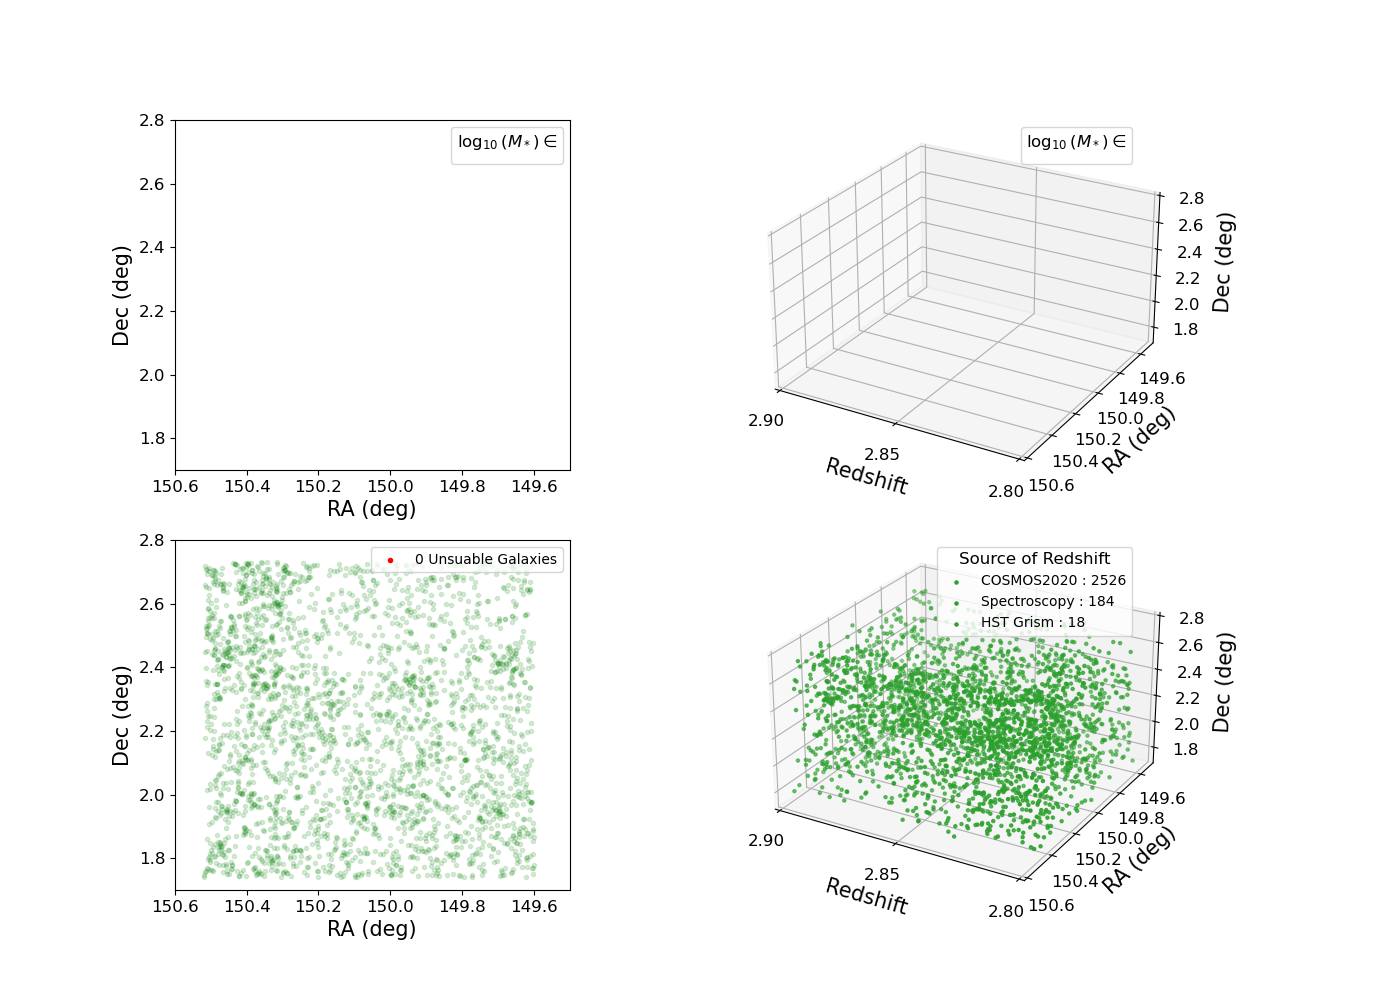 2.8
2.6
2.4
2.2
2.0
1.8
Dec (deg)
150.6 150.4 150.2 150.0 149.8 149.6
RA (deg)
log₁₀ (M*) ∈
log₁₀ (M*) ∈
2.8
2.6
2.4
2.2
2.0
1.8
Dec (deg)
149.6
149.8
150.0
150.2
150.4
150.6
RA (deg)
2.90
2.85
2.80
Redshift
2.8
2.6
2.4
2.2
2.0
1.8
Dec (deg)
150.6 150.4 150.2 150.0 149.8 149.6
RA (deg)
0 Unsuable Galaxies
Source of Redshift
COSMOS2020 : 2526
Spectroscopy : 184
HST Grism : 18
2.8
2.6
2.4
2.2
2.0
1.8
Dec (deg)
149.6
149.8
150.0
150.2
150.4
150.6
RA (deg)
2.90
2.85
2.80
Redshift